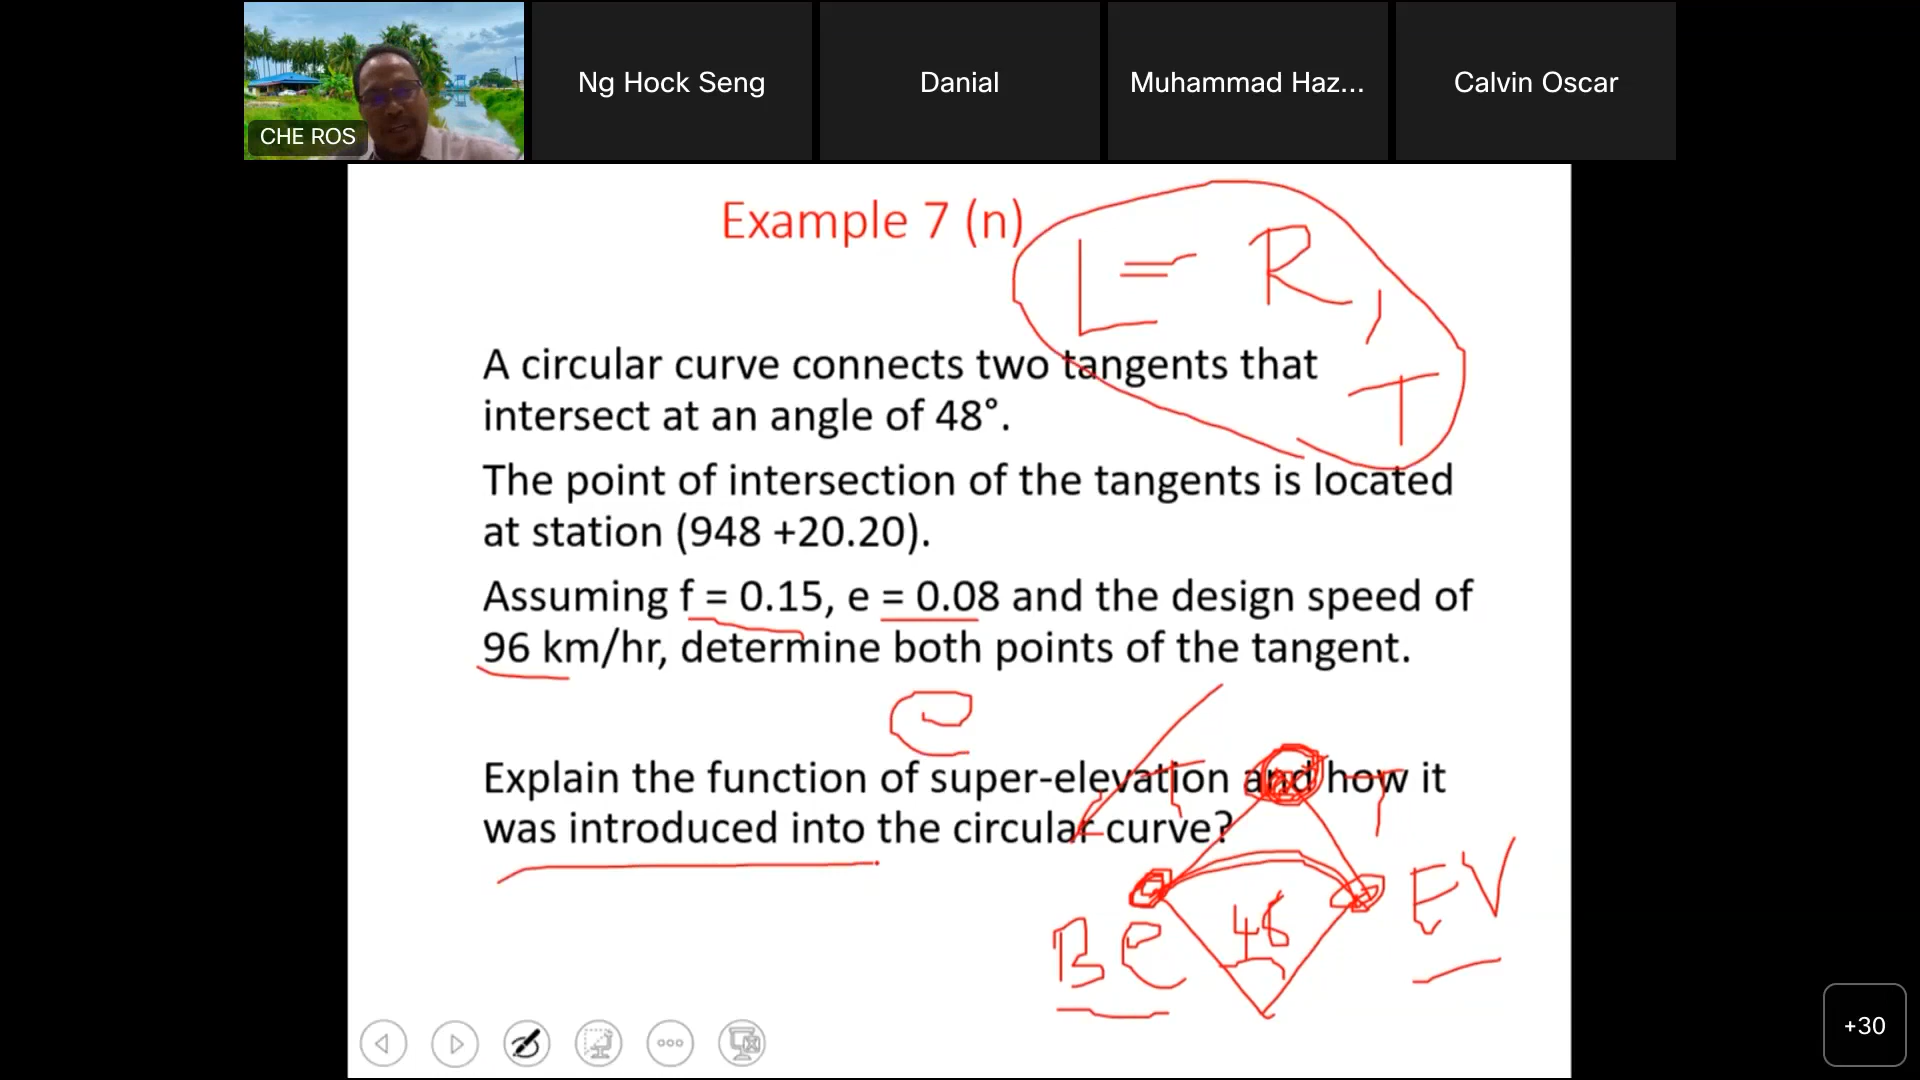 CHE ROS
Ng Hock Seng
Danial
Muhammad Haz...
Calvin Oscar
Example 7 (n)
L = R,
T
A circular curve connects two tangents that
intersect at an angle of 48°.
The point of intersection of the tangents is located
at station (948 +20.20).
Assuming f = 0.15, e = 0.08 and the design speed of
96 km/hr, determine both points of the tangent.
e
Explain the function of super-elevation and how it
was introduced into the circular curve?
T
T
BC
48
EV
+30